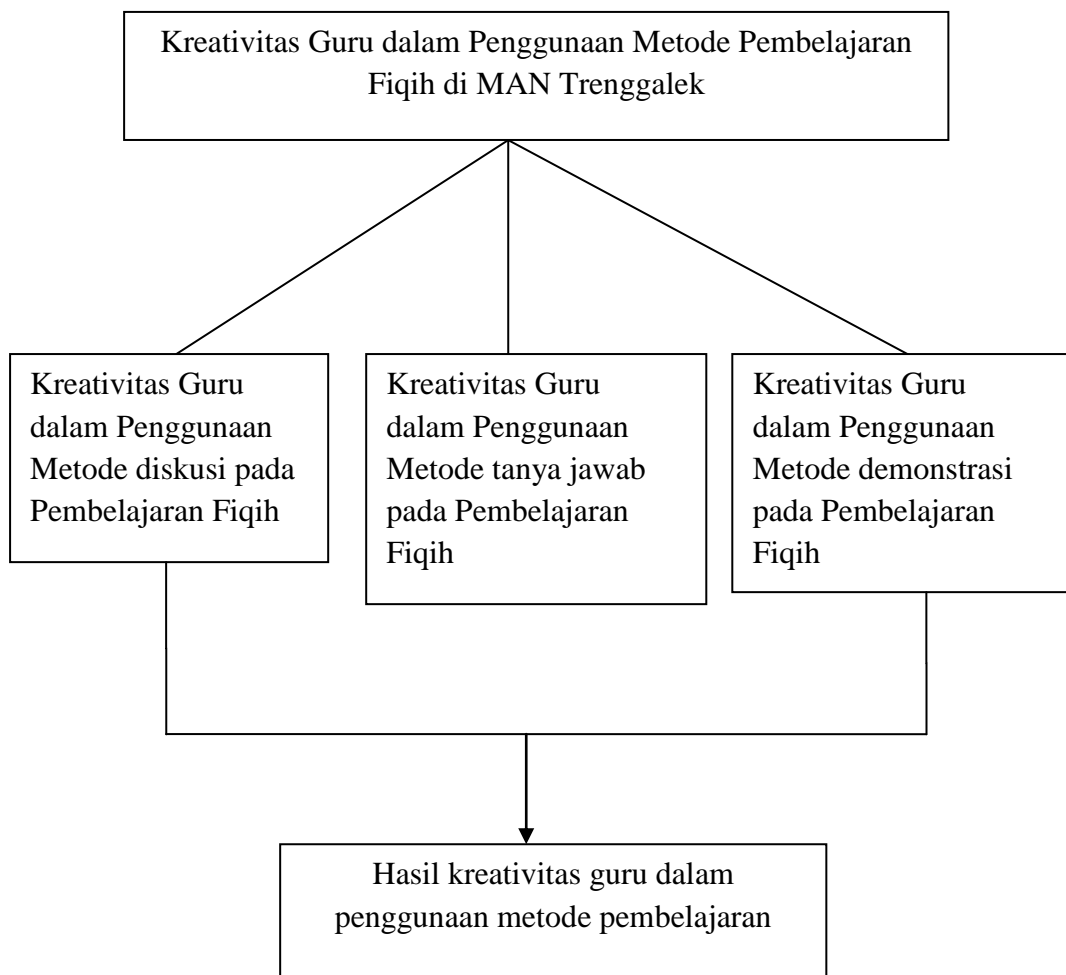 Kreativitas Guru dalam Penggunaan Metode Pembelajaran
Fiqih di MAN Trenggalek
Kreativitas Guru
dalam Penggunaan
Metode diskusi pada
Pembelajaran Fiqih
Kreativitas Guru
dalam Penggunaan
Metode tanya jawab
pada Pembelajaran
Fiqih
Kreativitas Guru
dalam Penggunaan
Metode demonstrasi
pada Pembelajaran
Fiqih
Hasil kreativitas guru dalam
penggunaan metode pembelajaran